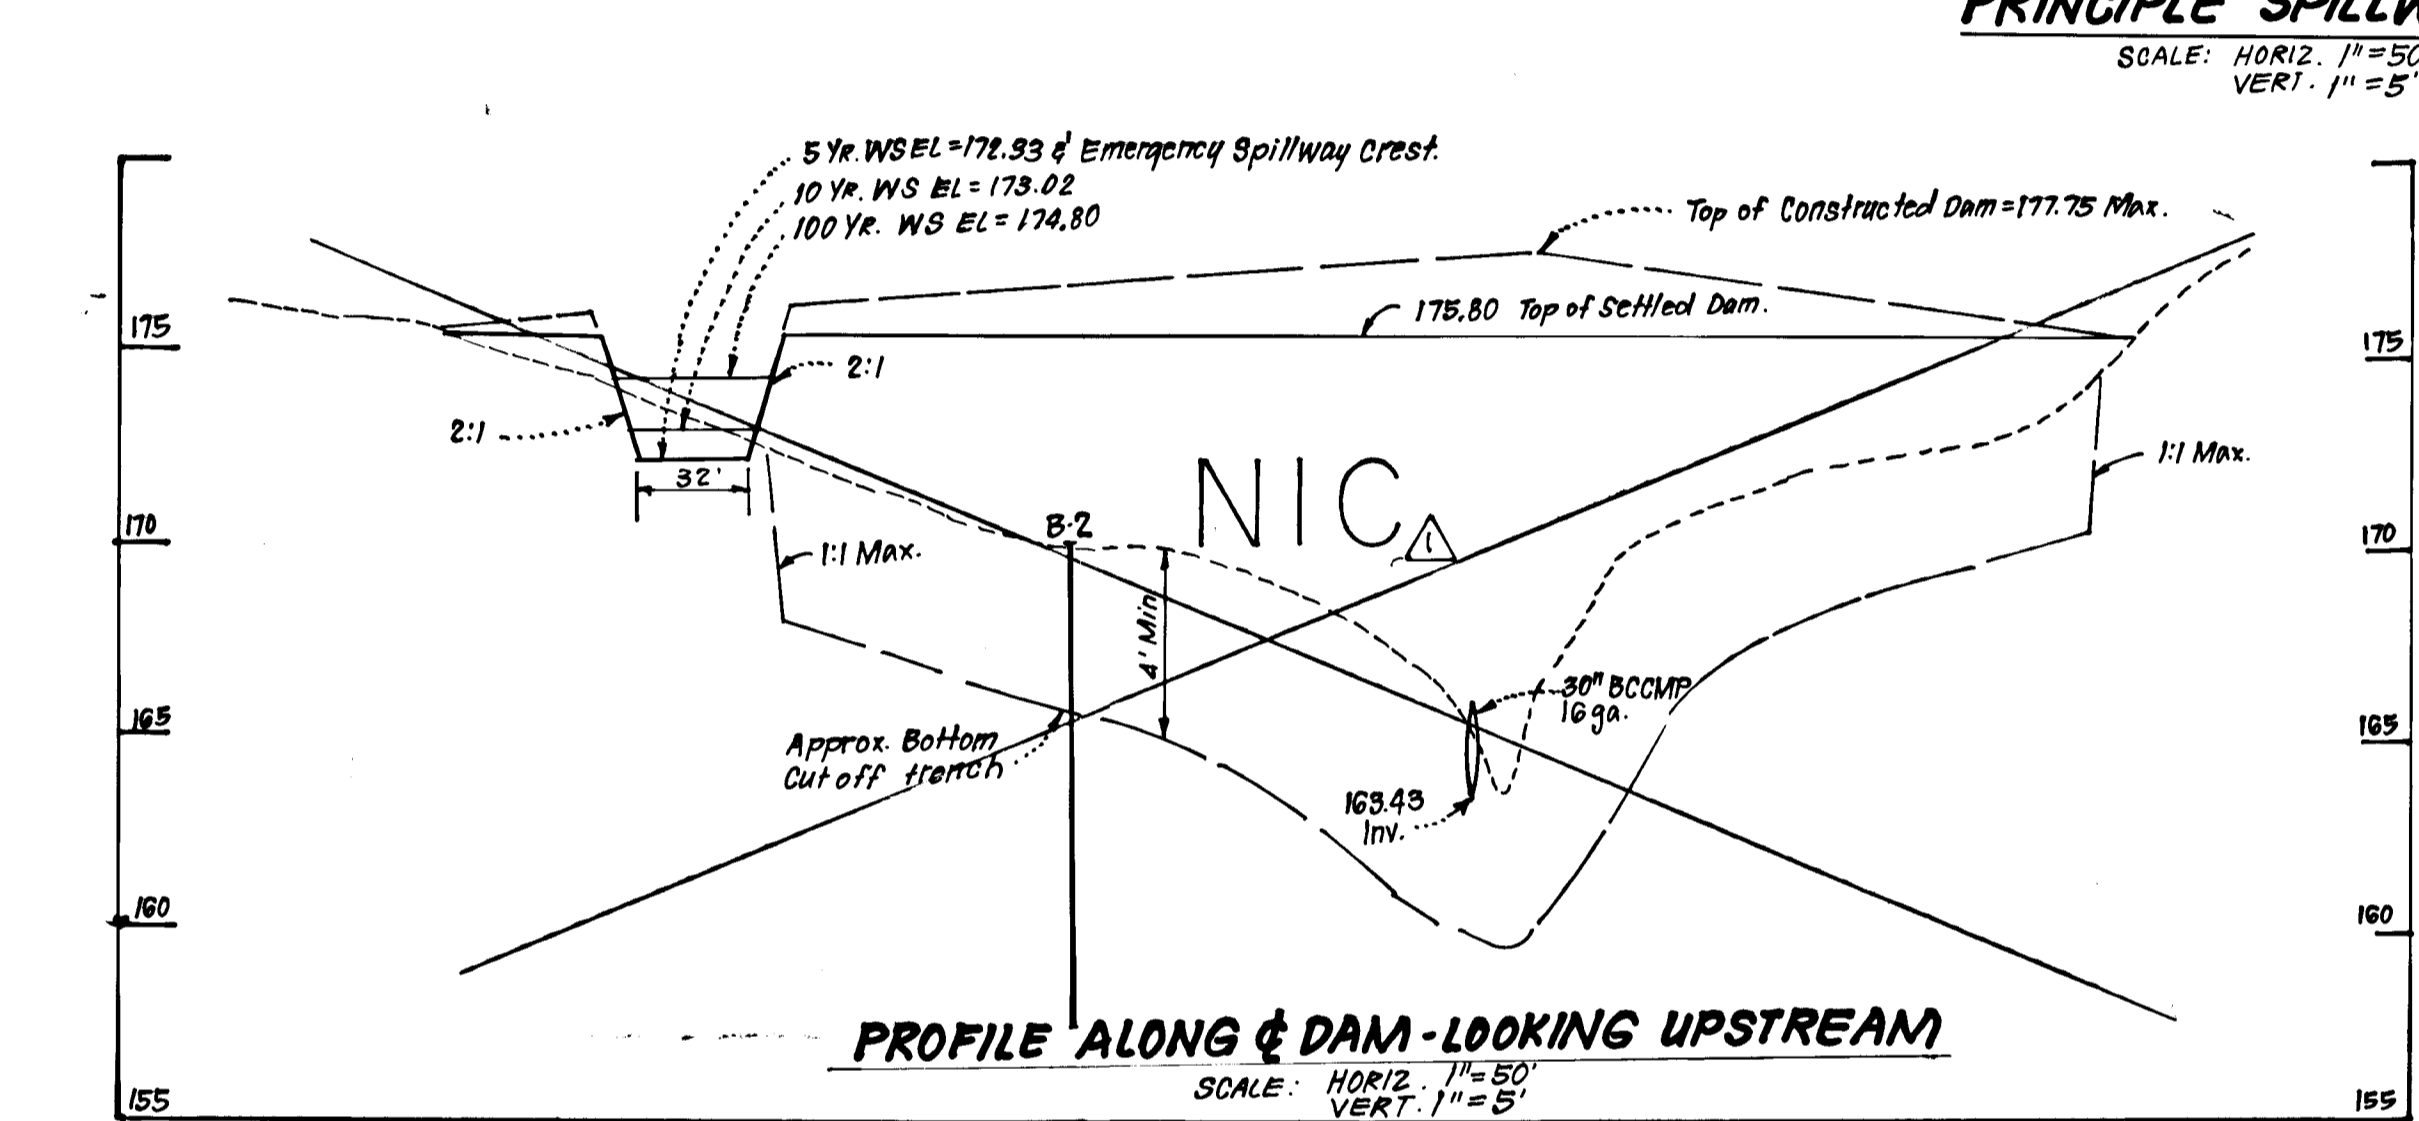 PRINCIPLE SPILLW
SCALE: HORIZ. 1"=50
VERT. 1"=5'
5 YR. WSEL=172.33 & Emergency Spillway Crest.
10 YR. WS EL= 173.02
100 YR. WS EL= 174.80
Top of Constructed Dam=177.75 Max.
175.80 Top of Settled Dam.
175
175
2:1
2:1
32'
1:1 Max.
NIC
1
B-2
170
170
1:1 Max.
4' Min
30" BCCMP
16 ga.
165
165
Approx. Bottom
Cut off trench
163.43
Inv.
160
160
PROFILE ALONG ℄ DAM-LOOKING UPSTREAM
SCALE: HORIZ. 1"=50'
VERT. 1"=5'
155
155